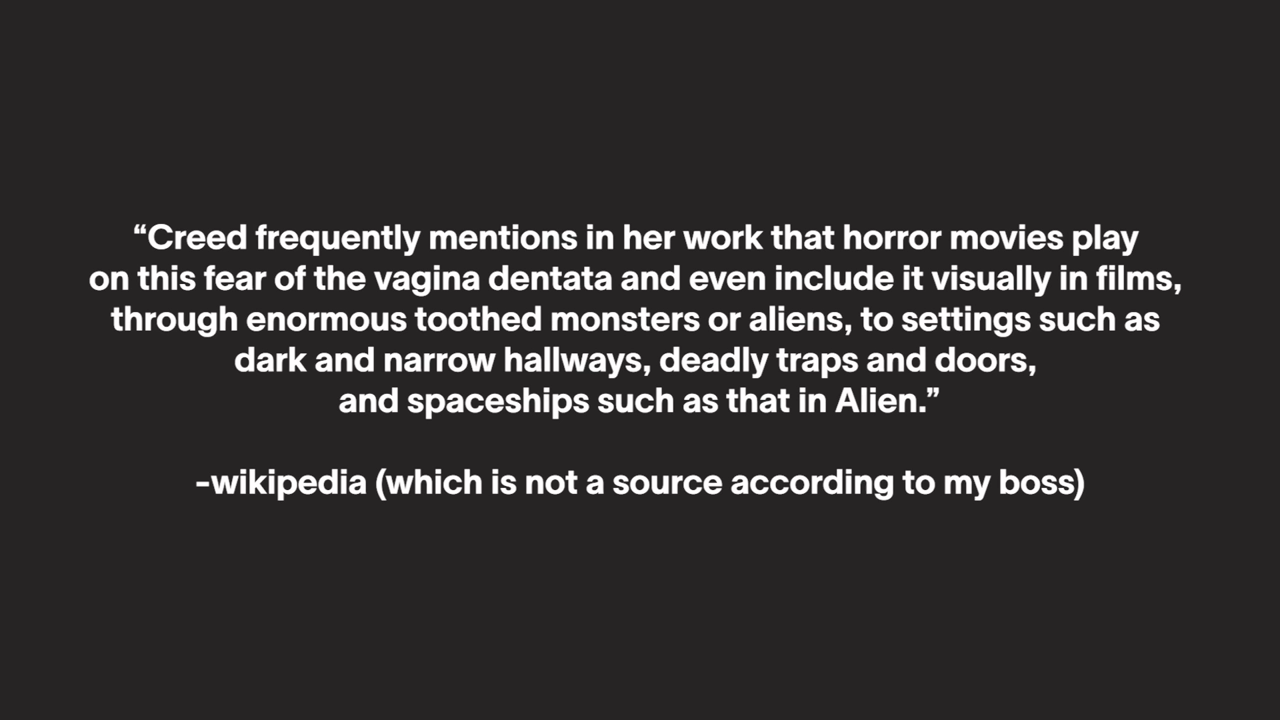 “Creed frequently mentions in her work that horror movies play
on this fear of the vagina dentata and even include it visually in films,
through enormous toothed monsters or aliens, to settings such as
dark and narrow hallways, deadly traps and doors,
and spaceships such as that in Alien.”
-wikipedia (which is not a source according to my boss)